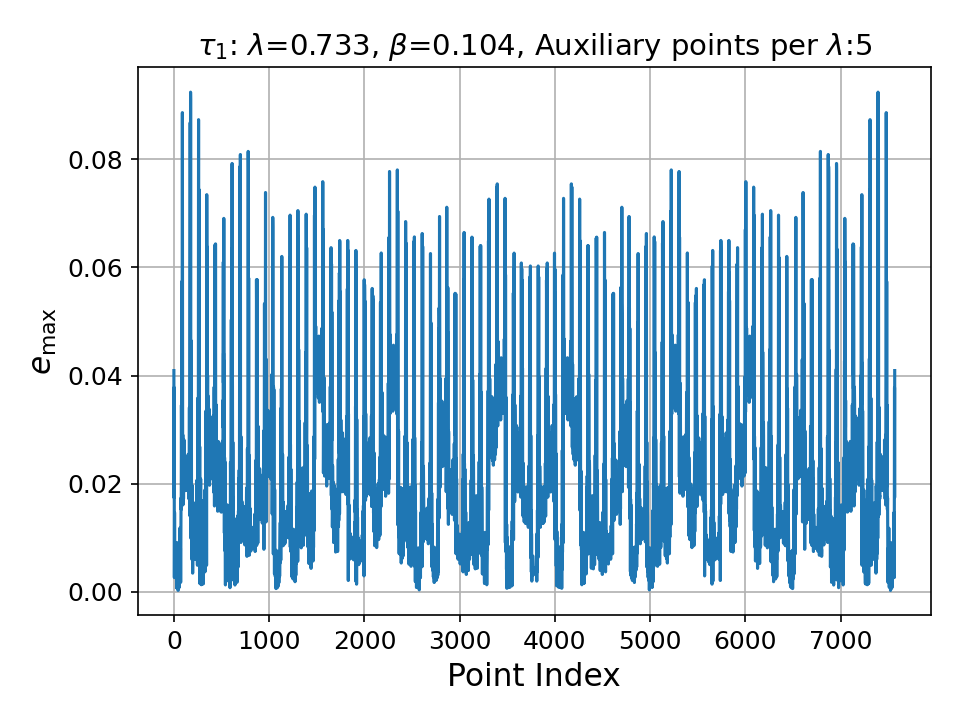 τ₁: λ=0.733, β=0.104, Auxiliary points per λ:5
0.08
0.06
0.04
0.02
0.00
e_max
0 1000 2000 3000 4000 5000 6000 7000
Point Index